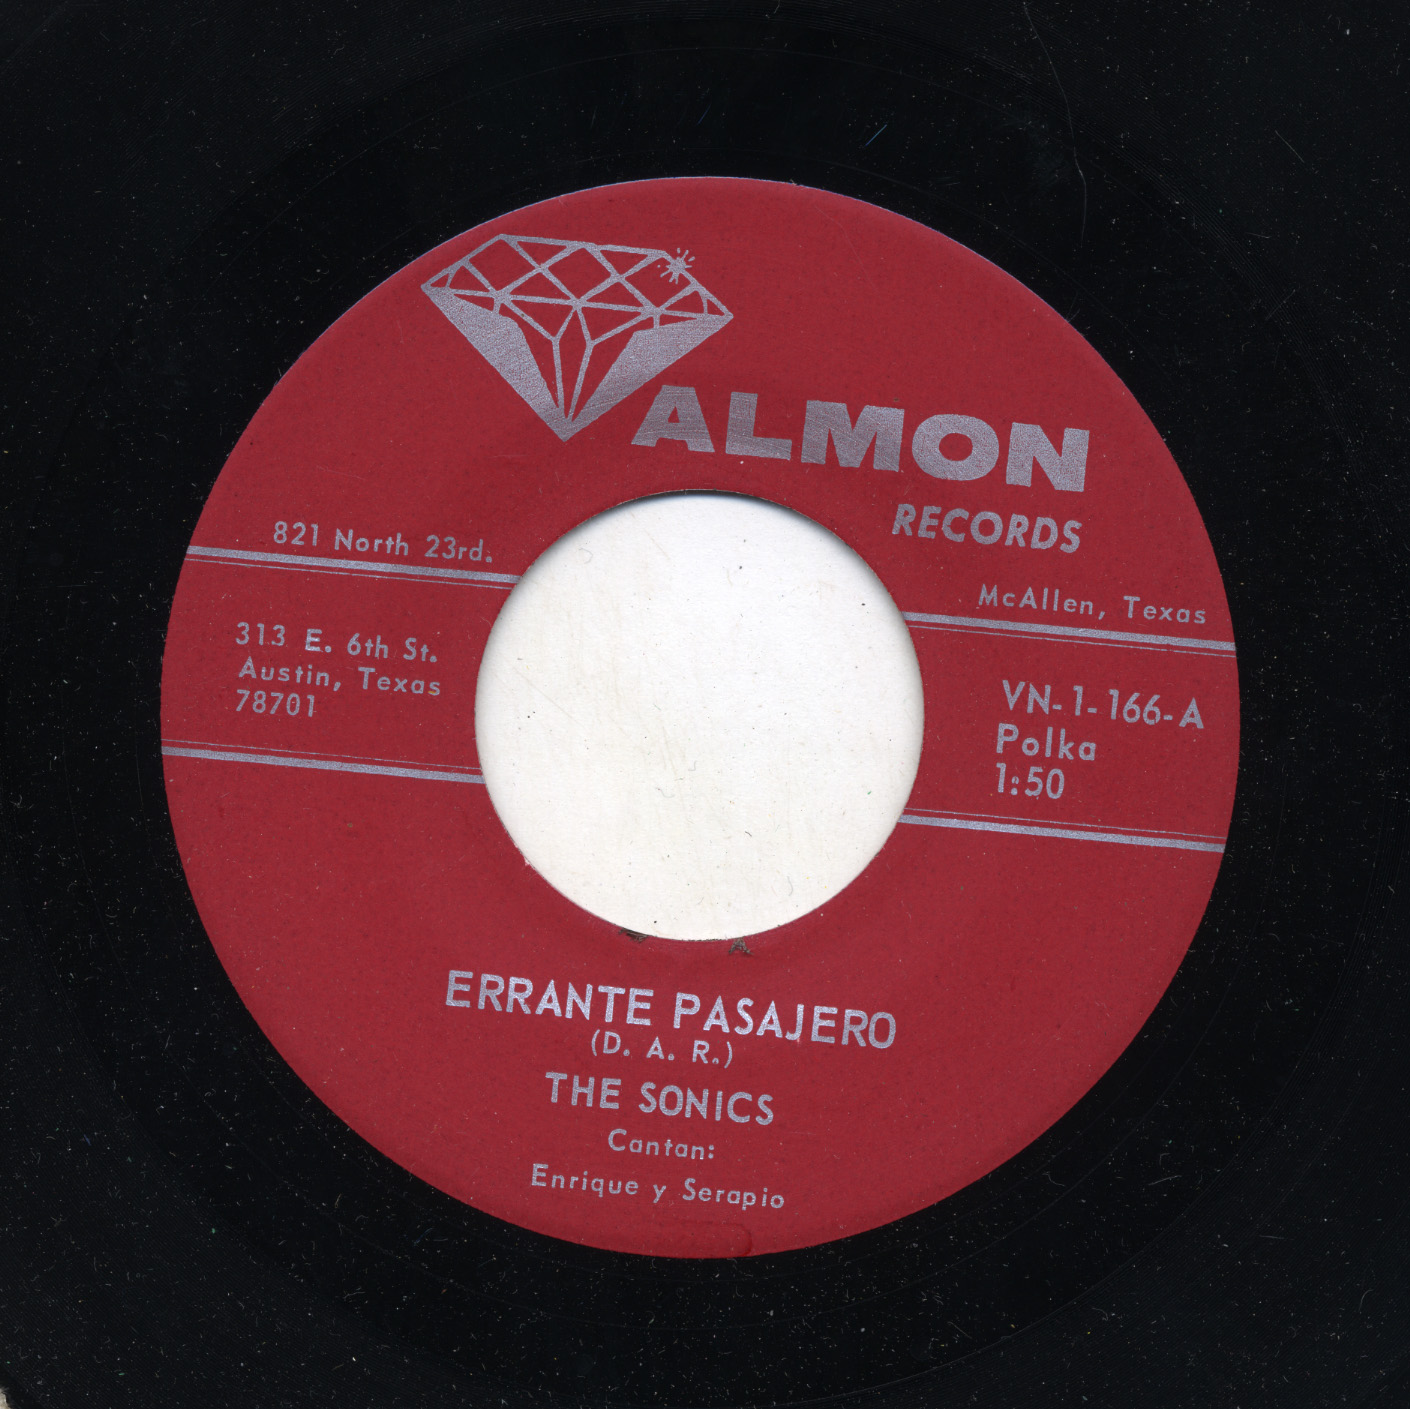 ALMON
RECORDS
821 North 23rd.
McAllen, Texas
313 E. 6th St.
Austin, Texas
78701
VN-1-166-A
Polka
1:50
ERRANTE PASAJERO
(D. A. R.)
THE SONICS
Cantan:
Enrique y Serapio